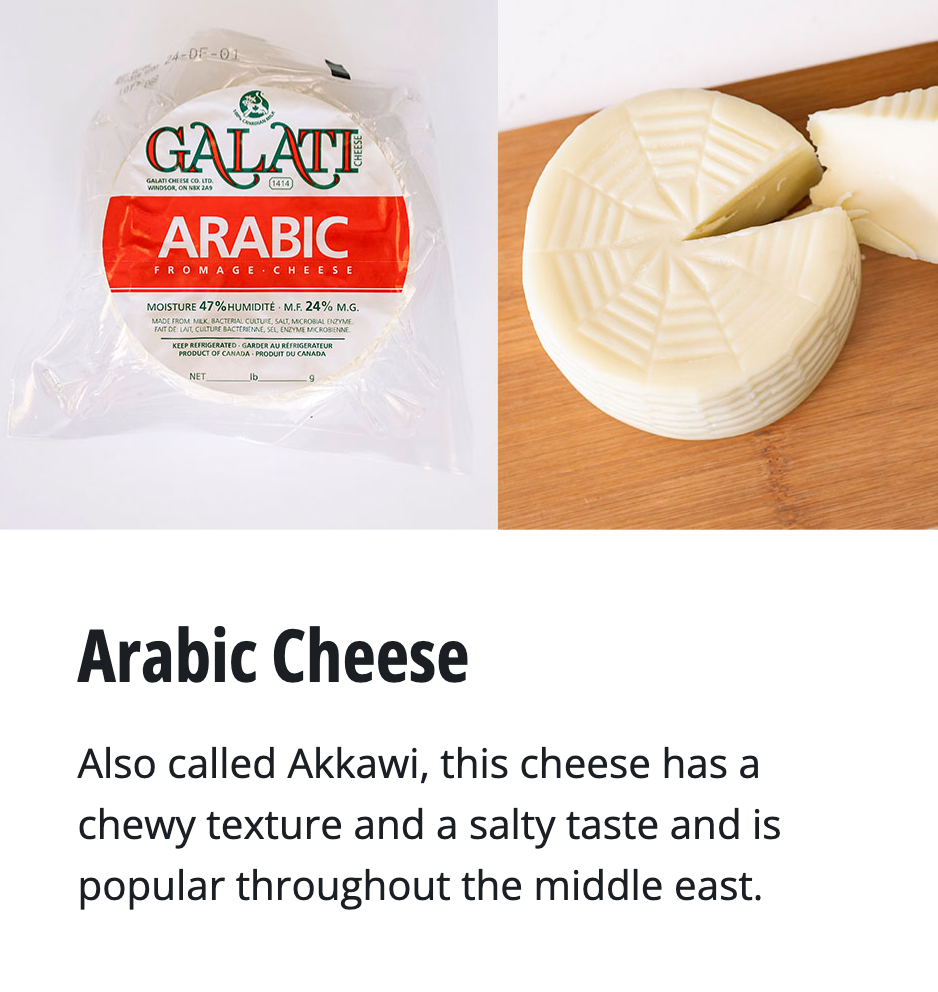 24-DF-01
100% CANADIAN MILK
GALATI
CHEESE
GALATI CHEESE CO. LTD.
WINDSOR, ON N8X 2A9
1414
ARABIC
FROMAGE · CHEESE
MOISTURE 47% HUMIDITÉ · M.F. 24% M.G.
MADE FROM: MILK, BACTERIAL CULTURE, SALT, MICROBIAL ENZYME.
FAIT DE: LAIT, CULTURE BACTÉRIENNE, SEL, ENZYME MICROBIENNE.
KEEP REFRIGERATED · GARDER AU RÉFRIGERATEUR
PRODUCT OF CANADA · PRODUIT DU CANADA
NET______lb______g
Arabic Cheese
Also called Akkawi, this cheese has a
chewy texture and a salty taste and is
popular throughout the middle east.